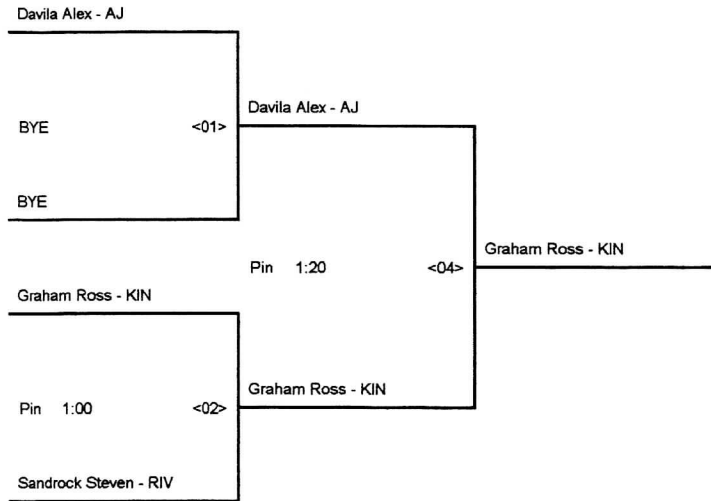 Davila Alex - AJ
BYE <01>
Davila Alex - AJ
BYE
Pin 1:20 <04>
Graham Ross - KIN
Graham Ross - KIN
Pin 1:00 <02>
Graham Ross - KIN
Sandrock Steven - RIV